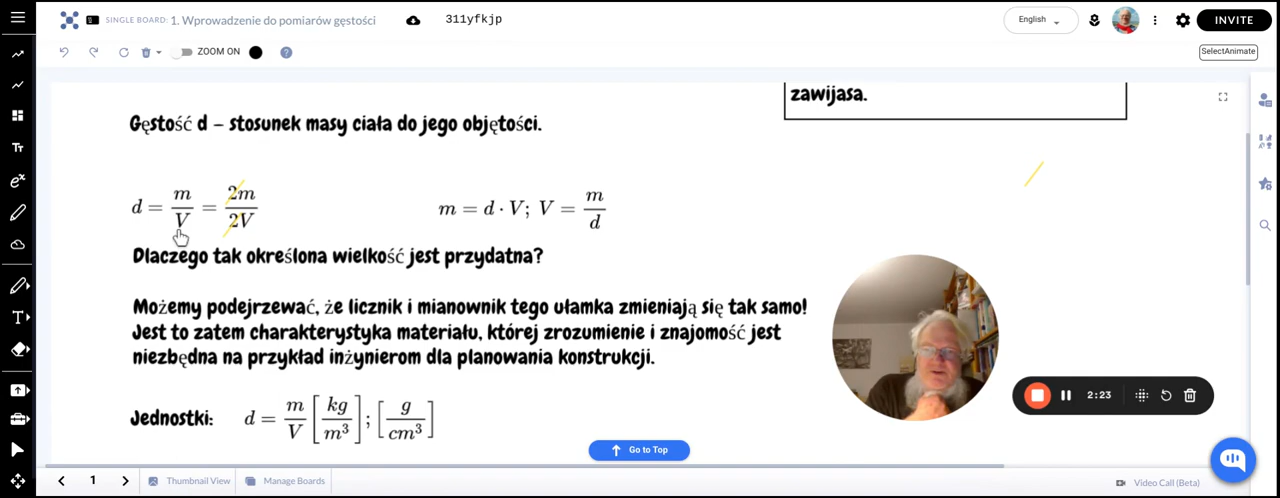 SINGLE BOARD: 1. Wprowadzenie do pomiarów gęstości
311yfkjp
English
INVITE
ZOOM ON
SelectAnimate
zawijasa.
Gęstość d – stosunek masy ciała do jego objętości.
d = m/V = 2m/2V
m = d · V; V = m/d
Dlaczego tak określona wielkość jest przydatna?
Możemy podejrzewać, że licznik i mianownik tego ułamka zmieniają się tak samo!
Jest to zatem charakterystyka materiału, której zrozumienie i znajomość jest
niezbędna na przykład inżynierom dla planowania konstrukcji.
Jednostki: d = m/V [kg/m³]; [g/cm³]
2:23
Go to Top
1
Thumbnail View
Manage Boards
Video Call (Beta)